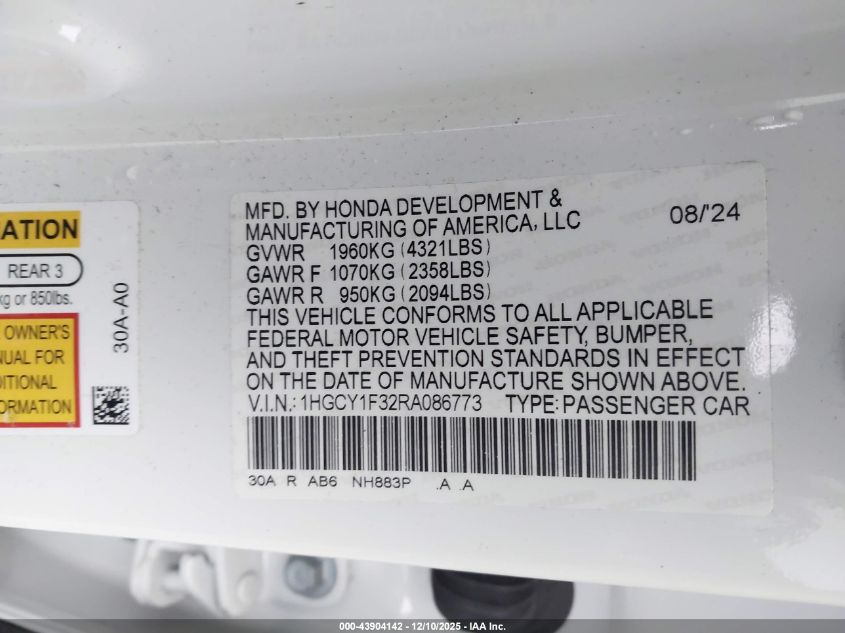 ATION
REAR 3
kg or 850lbs.
OWNER'S
NUAL FOR
DITIONAL
FORMATION
30A-A0
MFD. BY HONDA DEVELOPMENT &
MANUFACTURING OF AMERICA, LLC
08/'24
GVWR 1960KG (4321LBS)
GAWR F 1070KG (2358LBS)
GAWR R 950KG (2094LBS)
THIS VEHICLE CONFORMS TO ALL APPLICABLE
FEDERAL MOTOR VEHICLE SAFETY, BUMPER,
AND THEFT PREVENTION STANDARDS IN EFFECT
ON THE DATE OF MANUFACTURE SHOWN ABOVE.
V.I.N.: 1HGCY1F32RA086773 TYPE: PASSENGER CAR
30A R AB6 NH883P .A .A
000-43904142 - 12/10/2025 - IAA Inc.